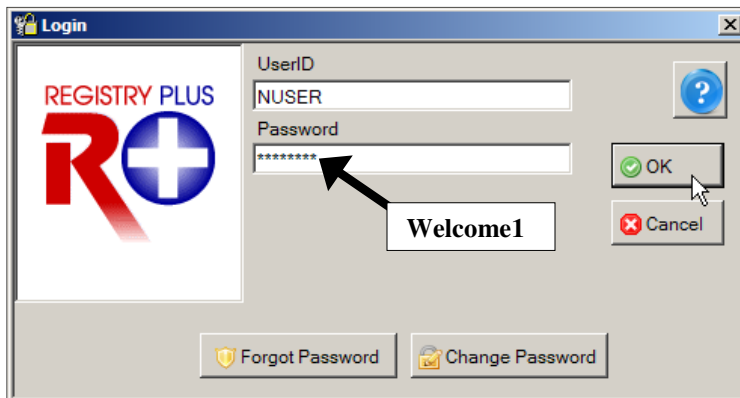 Login
UserID
REGISTRY PLUS
NUSER
Password
********
OK
Welcome1
Cancel
Forgot Password
Change Password